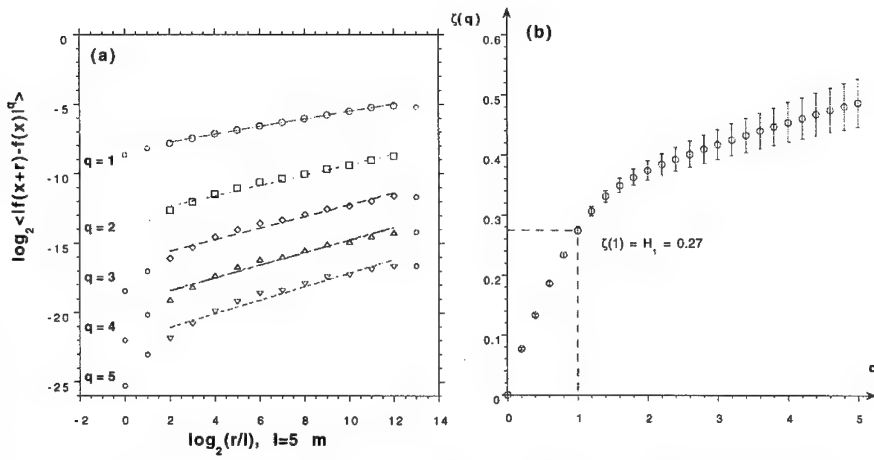 (a)
0
-5
-10
-15
-20
-25
log₂ <|f(x+r)-f(x)|^q>
q = 1
q = 2
q = 3
q = 4
q = 5
-2 0 2 4 6 8 10 12 14
log₂(r/l), l=5 m
ζ(q)
(b)
0.6
0.5
0.4
0.3
0.2
0.1
0
ζ(1) = H₁ = 0.27
0 1 2 3 4 5